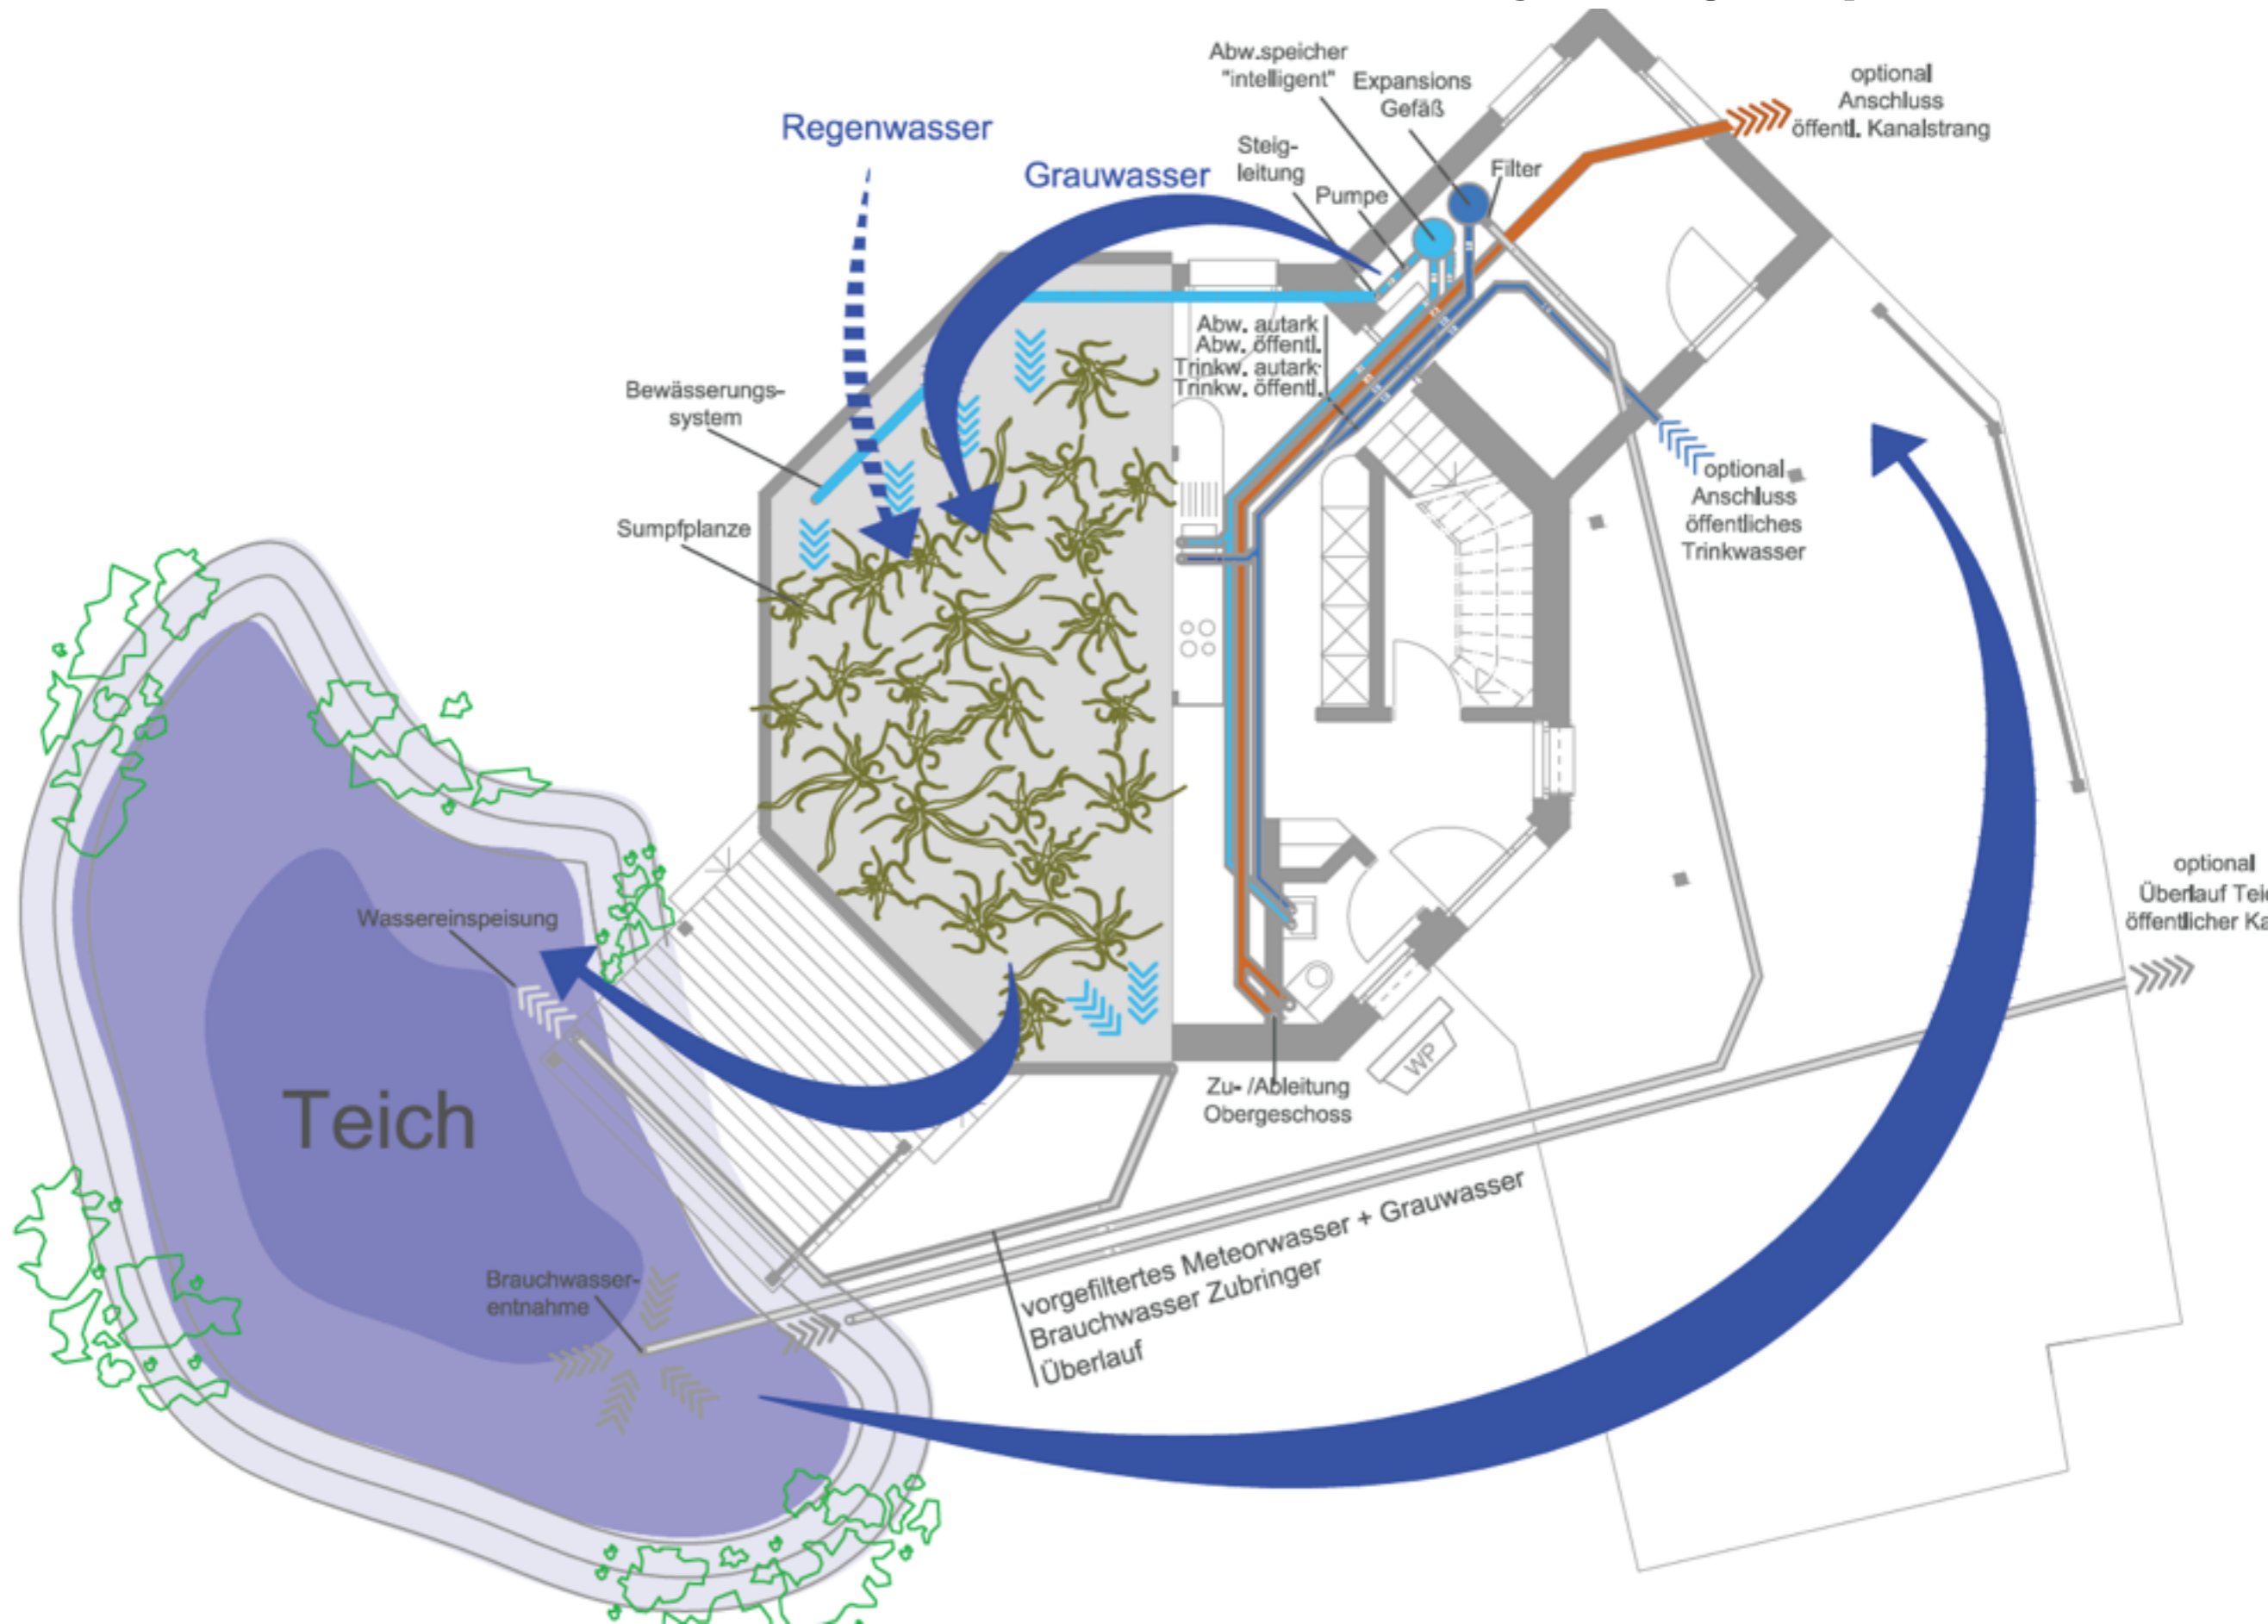 Abw.speicher
"intelligent"
Expansions
Gefäß
optional
Anschluss
öffentl. Kanalstrang
Regenwasser
Grauwasser
Steig-
leitung
Pumpe
Filter
Abw. autark
Abw. öffentl.
Trinkw. autark
Trinkw. öffentl.
Bewässerungs-
system
Sumpfplanze
optional
Anschluss
öffentliches
Trinkwasser
Wassereinspeisung
optional
Überlauf Tei
öffentlicher Ka
Teich
WP
Zu- /Ableitung
Obergeschoss
Brauchwasser-
entnahme
vorgefiltertes Meteorwasser + Grauwasser
Brauchwasser Zubringer
Überlauf